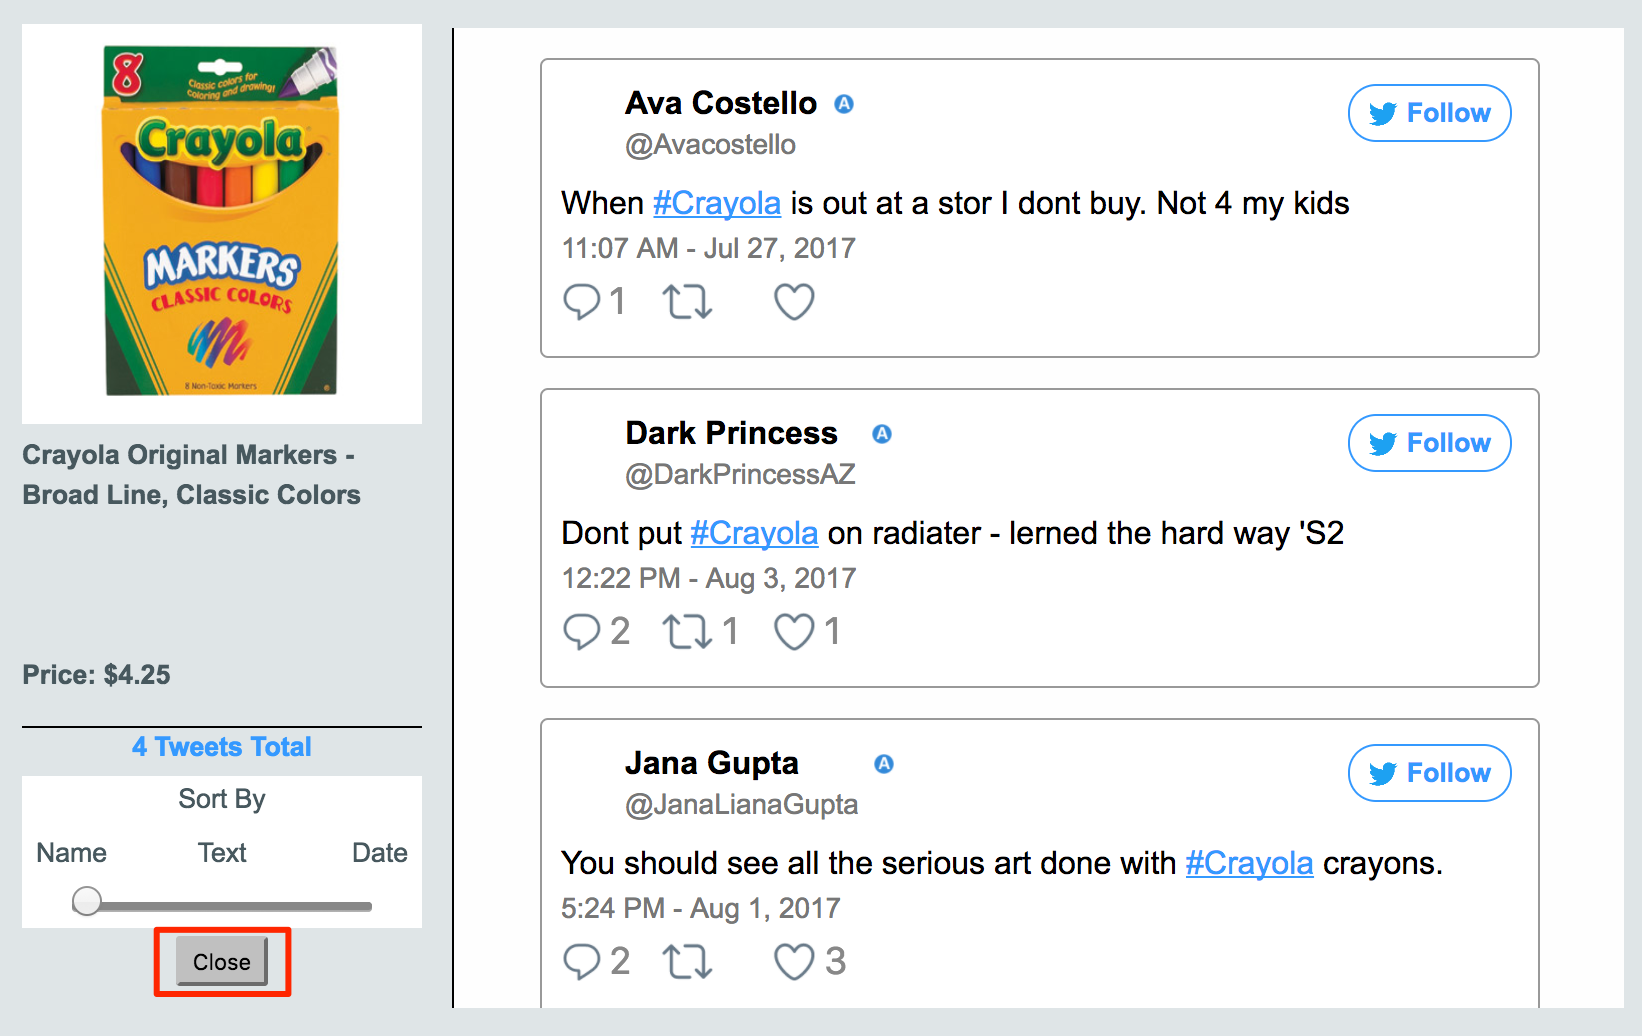 8
Classic colors for
coloring and drawing!
Crayola
MARKERS
CLASSIC COLORS
8 Non-Toxic Markers
Crayola Original Markers -
Broad Line, Classic Colors
Price: $4.25
4 Tweets Total
Sort By
Name Text Date
Close
Ava Costello A
@Avacostello
Follow
When #Crayola is out at a stor I dont buy. Not 4 my kids
11:07 AM - Jul 27, 2017
1
Dark Princess A
@DarkPrincessAZ
Follow
Dont put #Crayola on radiater - lerned the hard way 'S2
12:22 PM - Aug 3, 2017
2 1 1
Jana Gupta A
@JanaLianaGupta
Follow
You should see all the serious art done with #Crayola crayons.
5:24 PM - Aug 1, 2017
2 3